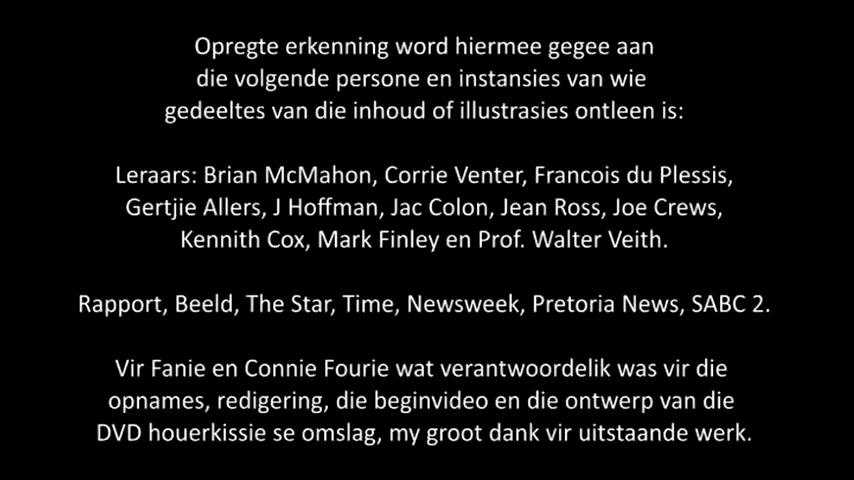 Opregte erkenning word hiermee gegee aan
die volgende persone en instansies van wie
gedeeltes van die inhoud of illustrasies ontleen is:
Leraars: Brian McMahon, Corrie Venter, Francois du Plessis,
Gertjie Allers, J Hoffman, Jac Colon, Jean Ross, Joe Crews,
Kennith Cox, Mark Finley en Prof. Walter Veith.
Rapport, Beeld, The Star, Time, Newsweek, Pretoria News, SABC 2.
Vir Fanie en Connie Fourie wat verantwoordelik was vir die
opnames, redigering, die beginvideo en die ontwerp van die
DVD houerkissie se omslag, my groot dank vir uitstaande werk.